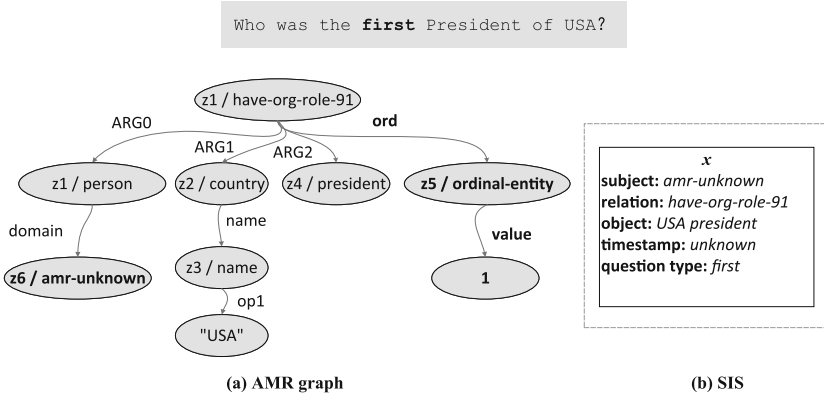 Who was the first President of USA?
z1 / have-org-role-91
ARG0
ARG1
ARG2
ord
z1 / person
z2 / country
z4 / president
z5 / ordinal-entity
domain
name
value
z6 / amr-unknown
z3 / name
1
op1
"USA"
x
subject: amr-unknown
relation: have-org-role-91
object: USA president
timestamp: unknown
question type: first
(a) AMR graph
(b) SIS